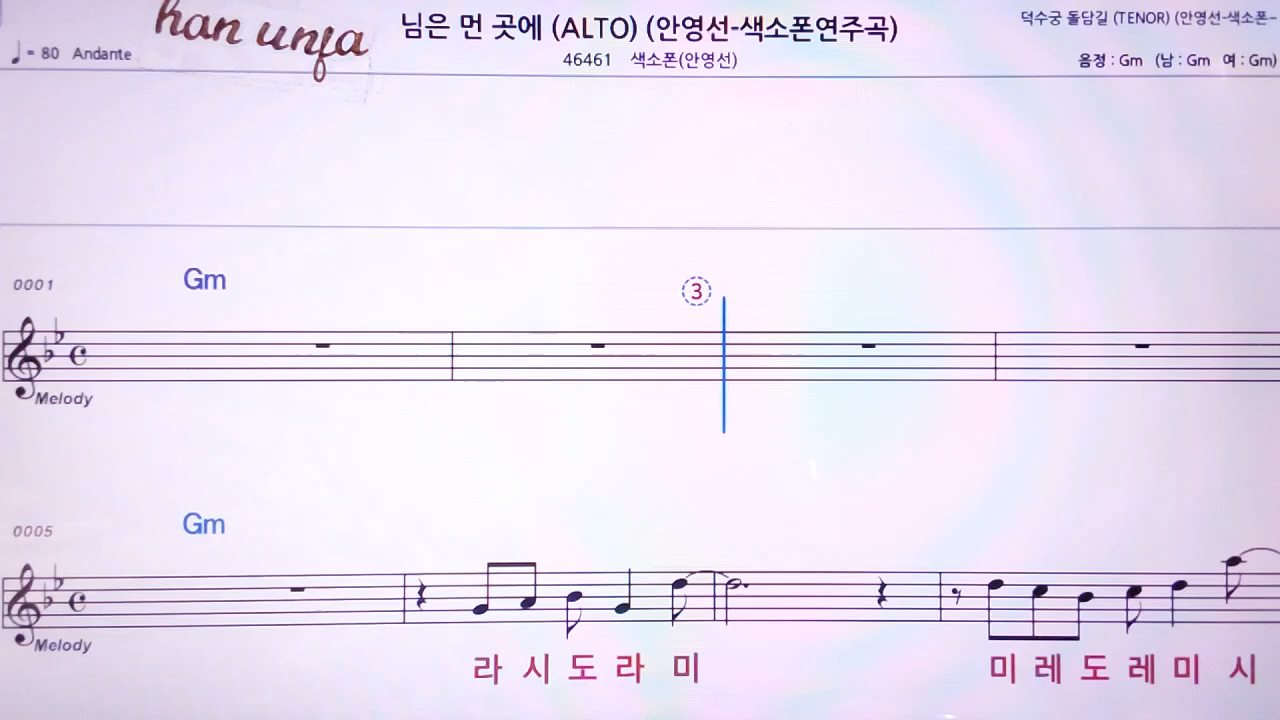 han unja
님은 먼 곳에 (ALTO) (안영선-색소폰연주곡)
덕수궁 돌담길 (TENOR) (안영선-색소폰-
♩ = 80 Andante
46461 색소폰(안영선)
음정 : Gm (남 : Gm 여 : Gm)
0001
Gm
3
Melody
0005
Gm
Melody
라 시 도 라 미 미 레 도 레 미 시